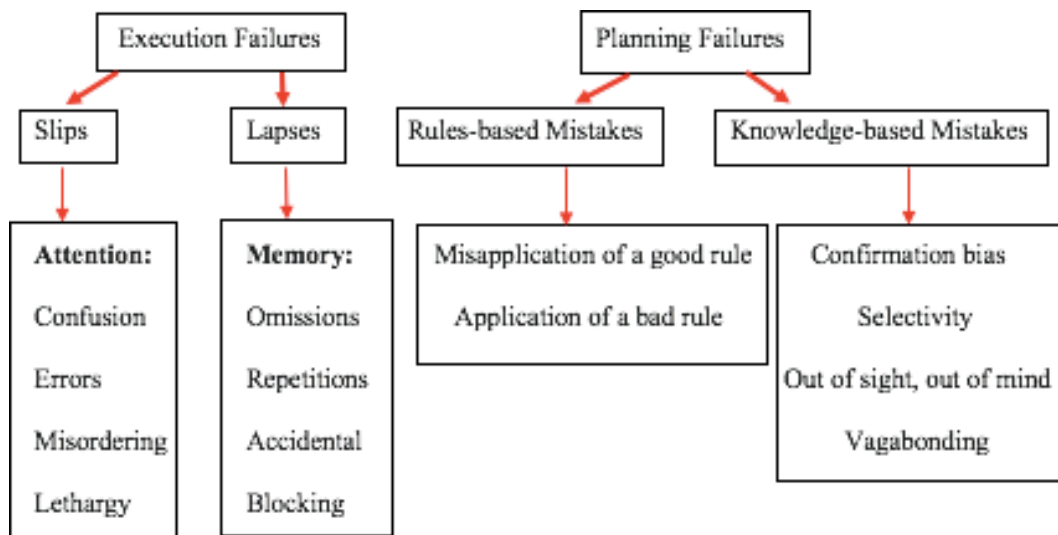 Execution Failures
Planning Failures
Slips
Lapses
Rules-based Mistakes
Knowledge-based Mistakes
Attention:
Confusion
Errors
Misordering
Lethargy
Memory:
Omissions
Repetitions
Accidental
Blocking
Misapplication of a good rule
Application of a bad rule
Confirmation bias
Selectivity
Out of sight, out of mind
Vagabonding